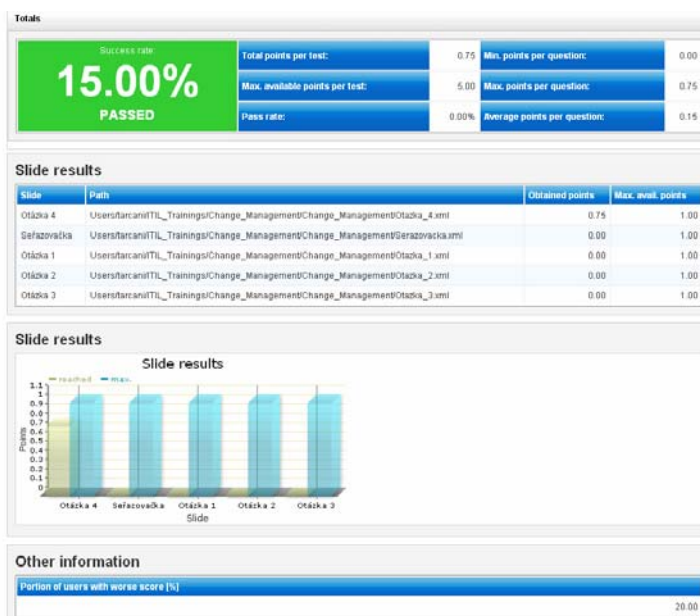 Totals
Success rate:
15.00%
PASSED
Total points per test: 0.75 Min. points per question: 0.00
Max. available points per test: 5.00 Max. points per question: 0.75
Pass rate: 0.00% Average points per question: 0.15
Slide results
Slide Path Obtained points Max. avail. points
Otázka 4 Users/tarcani/ITIL_Trainings/Change_Management/Change_Management/Otazka_4.xml 0.75 1.00
Seřazovačka Users/tarcani/ITIL_Trainings/Change_Management/Change_Management/Serazovacka.xml 0.00 1.00
Otázka 1 Users/tarcani/ITIL_Trainings/Change_Management/Change_Management/Otazka_1.xml 0.00 1.00
Otázka 2 Users/tarcani/ITIL_Trainings/Change_Management/Change_Management/Otazka_2.xml 0.00 1.00
Otázka 3 Users/tarcani/ITIL_Trainings/Change_Management/Change_Management/Otazka_3.xml 0.00 1.00
Slide results
Slide results
reached max.
1.1
1
0.9
0.8
0.7
0.6
0.5
0.4
0.3
0.2
0.1
0
Points
Otázka 4 Seřazovačka Otázka 1 Otázka 2 Otázka 3
Slide
Other information
Portion of users with worse score [%]
20.00